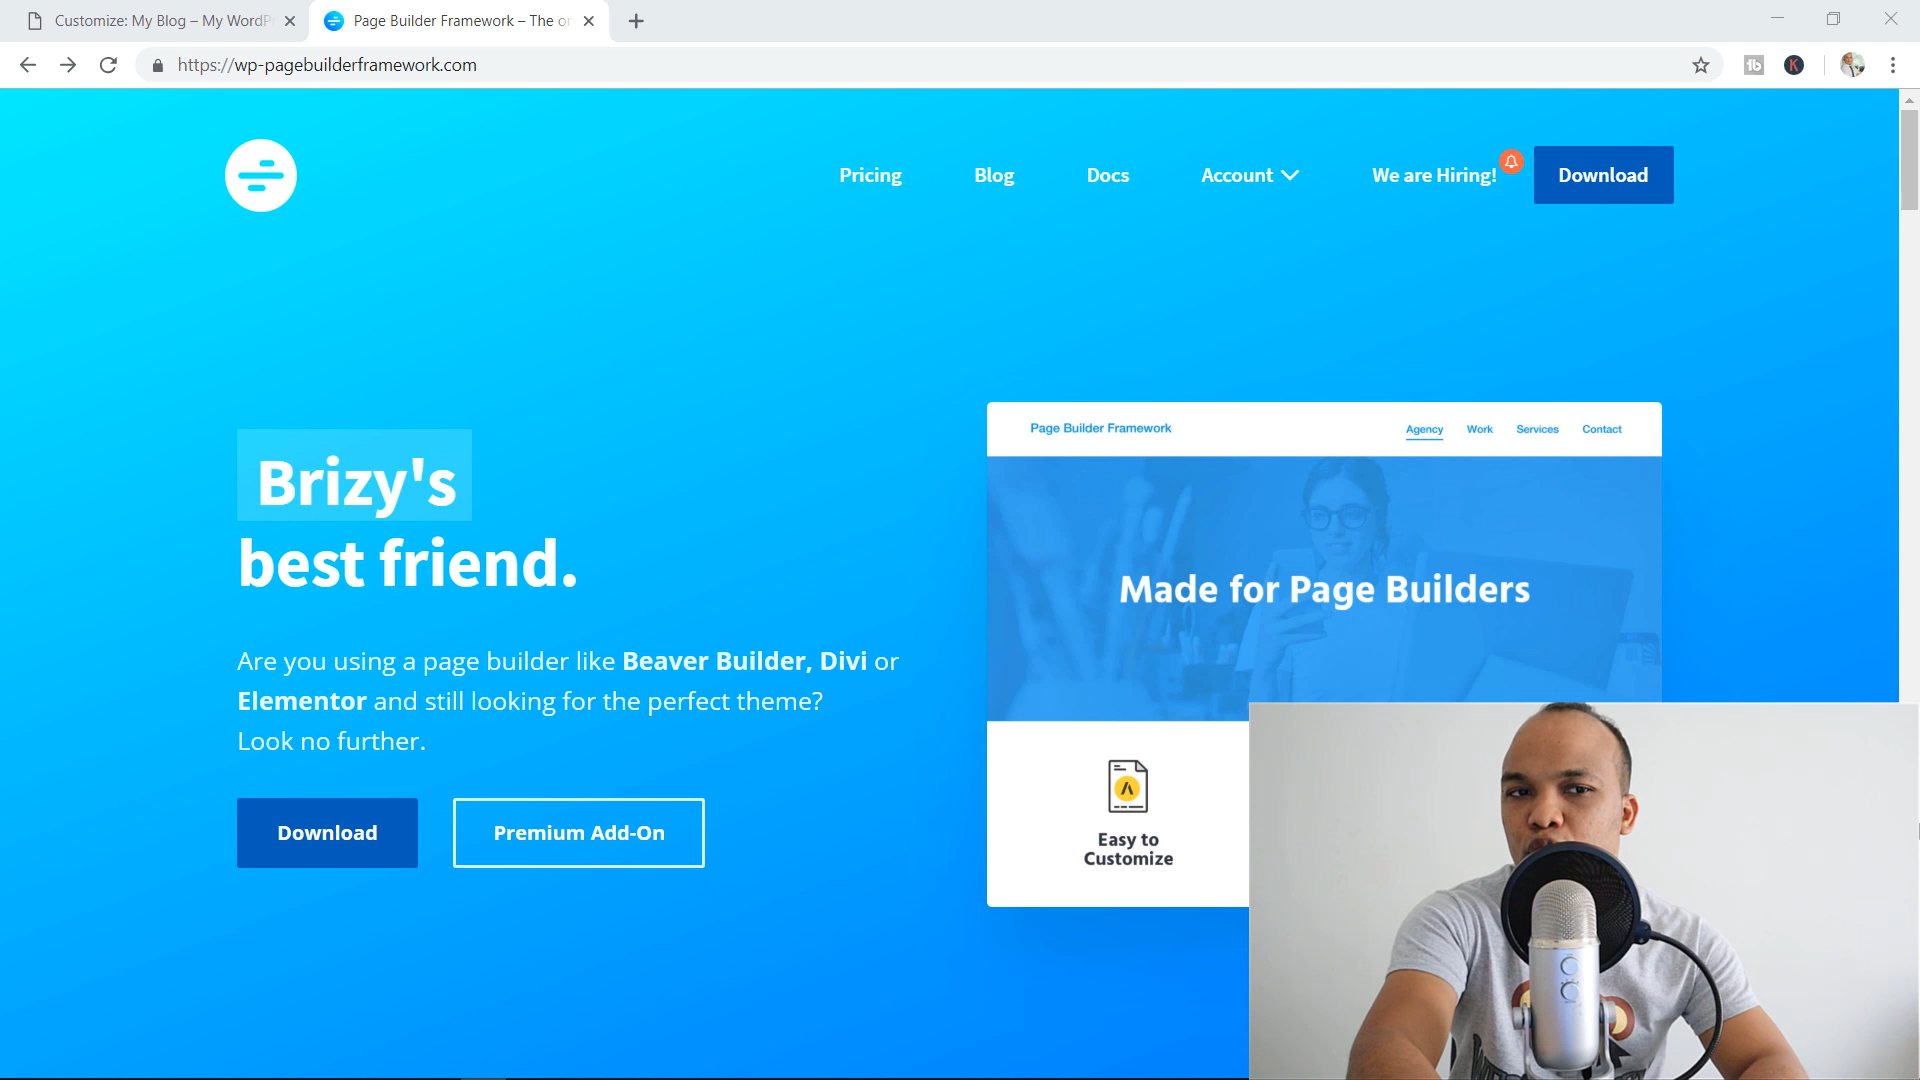 Customize: My Blog – My WordP
Page Builder Framework – The or
https://wp-pagebuilderframework.com
Pricing
Blog
Docs
Account
We are Hiring!
Download
Brizy's
best friend.
Are you using a page builder like Beaver Builder, Divi or
Elementor and still looking for the perfect theme?
Look no further.
Download
Premium Add-On
Page Builder Framework
Agency
Work
Services
Contact
Made for Page Builders
Easy to
Customize